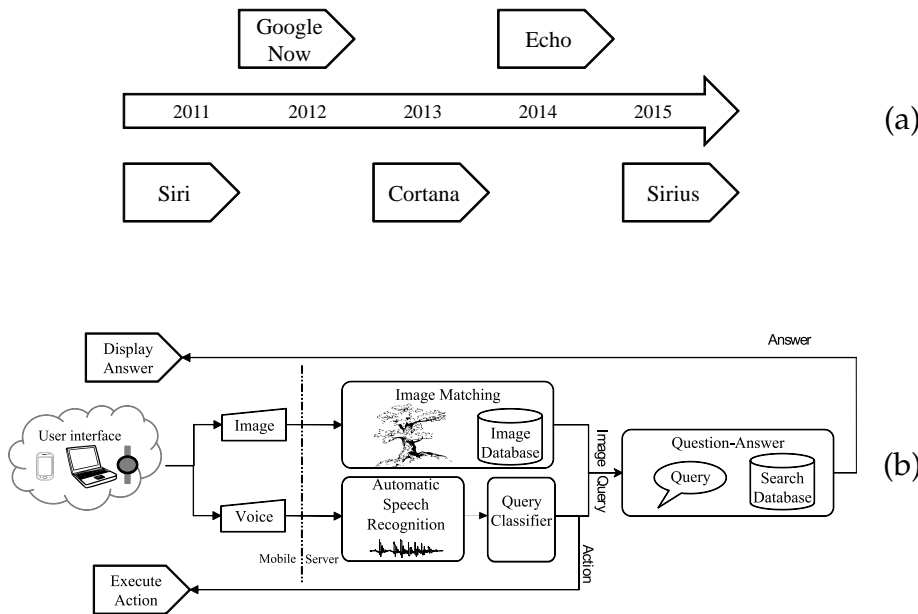 Google
Now
Echo
2011 2012 2013 2014 2015
(a)
Siri
Cortana
Sirius
Display
Answer
Answer
User interface
Image
Image Matching
Image
Database
Image Query
Question-Answer
Query
Search
Database
(b)
Voice
Automatic
Speech
Recognition
Query
Classifier
Mobile
Server
Action
Execute
Action